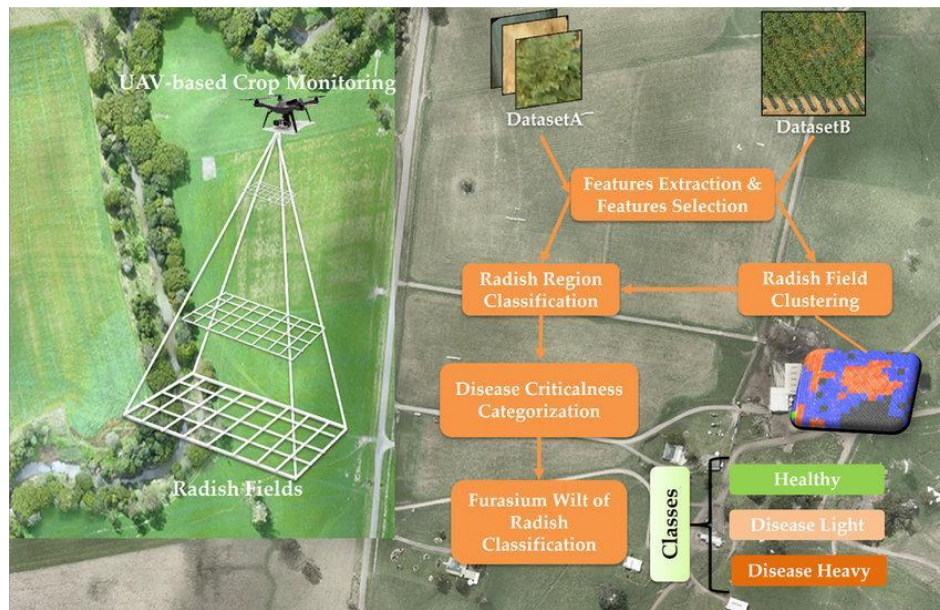 UAV-based Crop Monitoring
Radish Fields
DatasetA
DatasetB
Features Extraction &
Features Selection
Radish Region
Classification
Radish Field
Clustering
Disease Criticalness
Categorization
Furasium Wilt of
Radish
Classification
Classes
Healthy
Disease Light
Disease Heavy